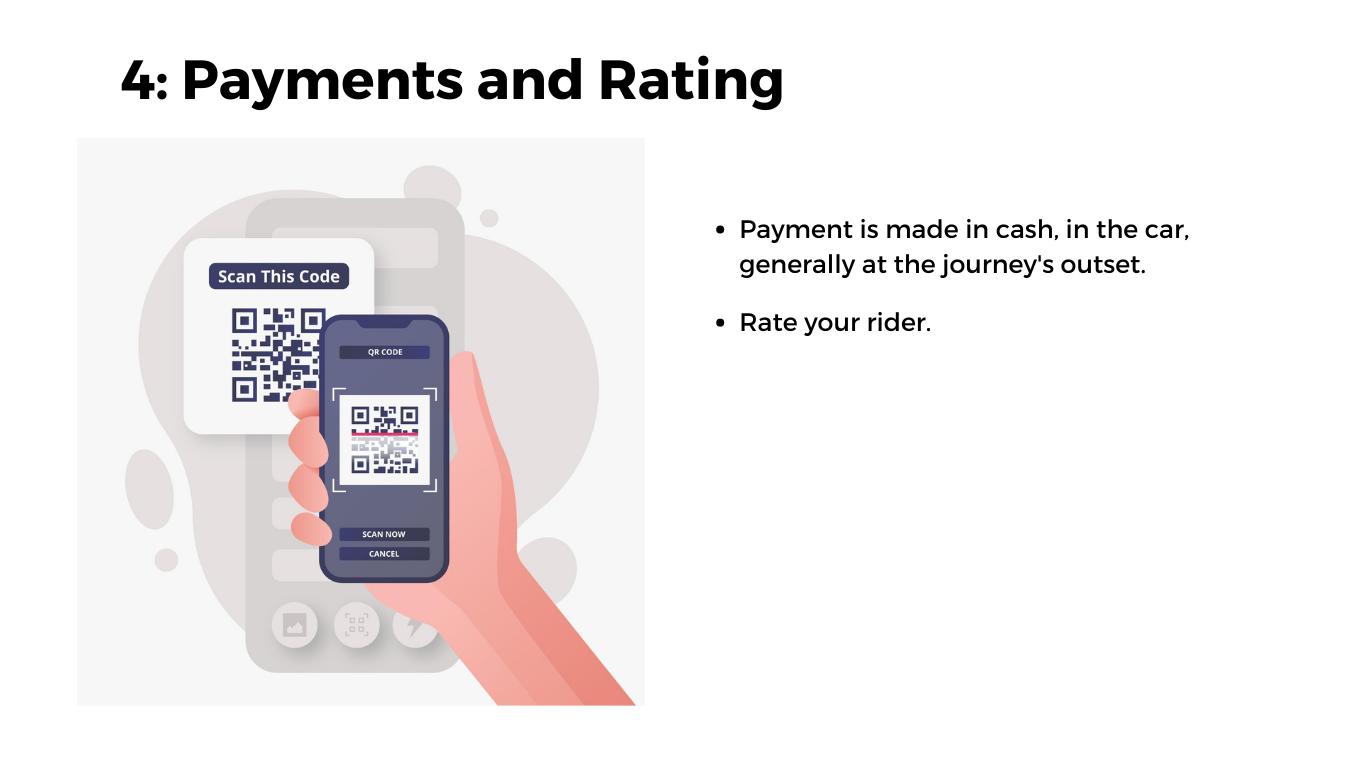 4: Payments and Rating
Scan This Code
QR CODE
SCAN NOW
CANCEL
• Payment is made in cash, in the car,
generally at the journey's outset.
• Rate your rider.